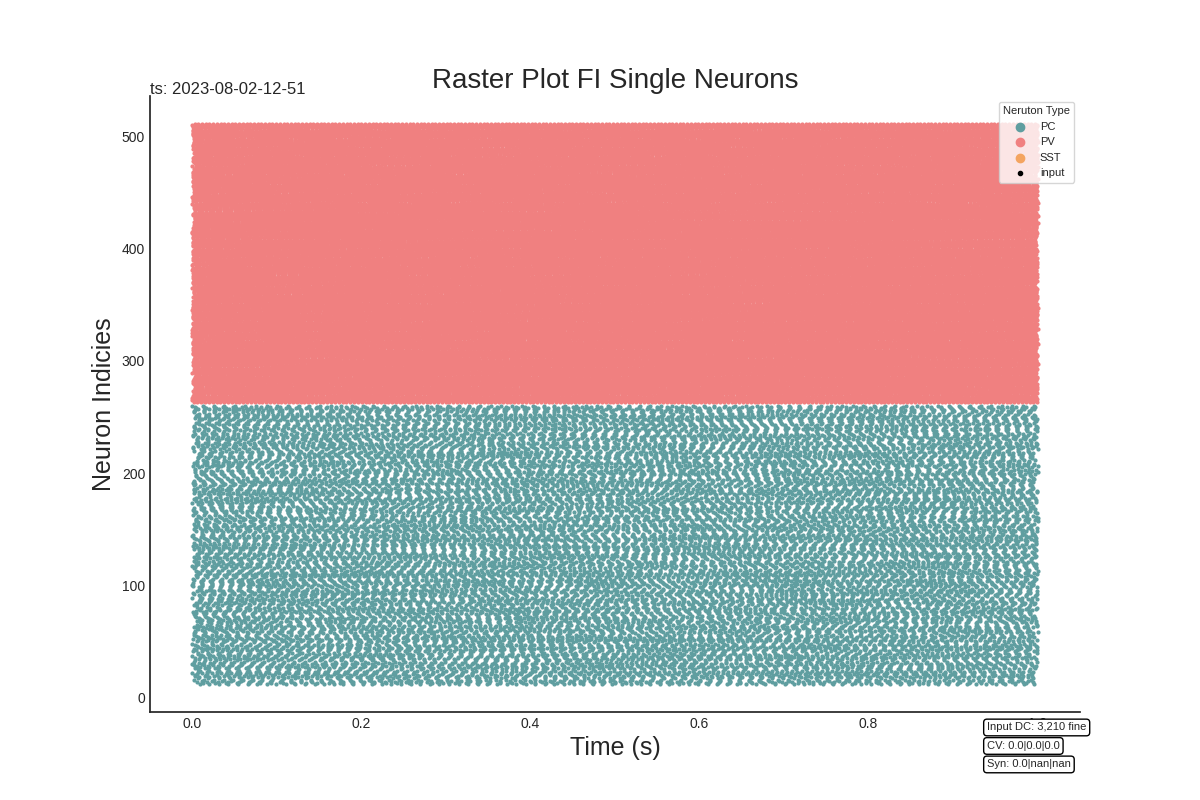 Raster Plot FI Single Neurons
ts: 2023-08-02-12-51
Neruton Type
PC
PV
SST
input
500
400
300
200
100
0
Neuron Indicies
0.0 0.2 0.4 0.6 0.8
Time (s)
Input DC: 3,210 fine
CV: 0.0|0.0|0.0
Syn: 0.0|nan|nan